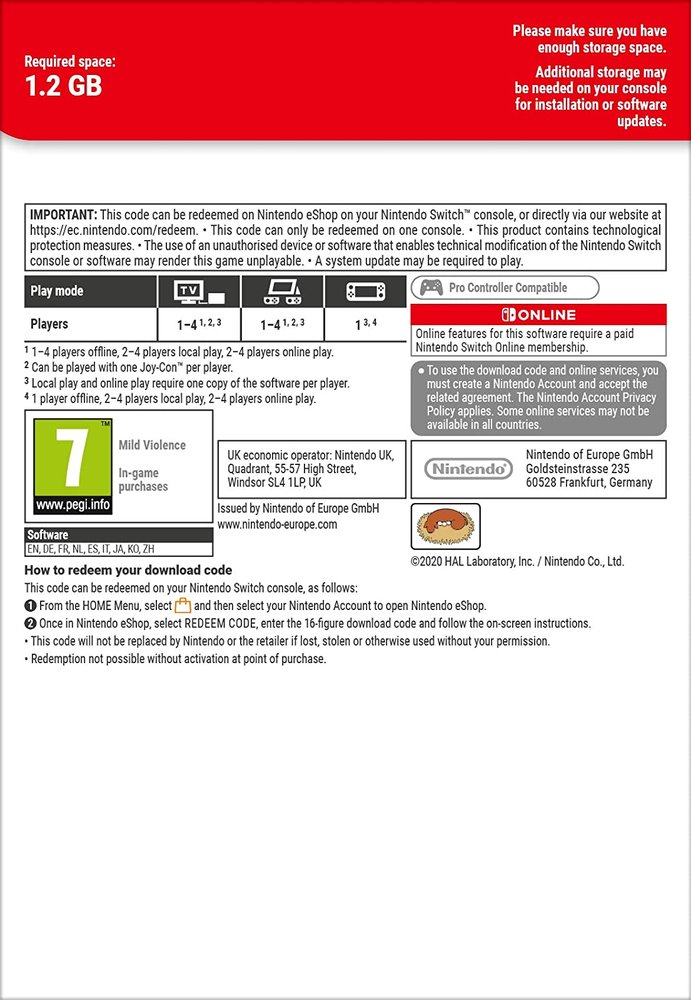 Required space:
1.2 GB
Please make sure you have
enough storage space.
Additional storage may
be needed on your console
for installation or software
updates.
IMPORTANT: This code can be redeemed on Nintendo eShop on your Nintendo Switch™ console, or directly via our website at
https://ec.nintendo.com/redeem. • This code can only be redeemed on one console. • This product contains technological
protection measures. • The use of an unauthorised device or software that enables technical modification of the Nintendo Switch
console or software may render this game unplayable. • A system update may be required to play.
Play mode
TV
Players
1–4 1, 2, 3
1–4 1, 2, 3
1 3, 4
Pro Controller Compatible
ONLINE
Online features for this software require a paid
Nintendo Switch Online membership.
1 1–4 players offline, 2–4 players local play, 2–4 players online play.
2 Can be played with one Joy-Con™ per player.
3 Local play and online play require one copy of the software per player.
4 1 player offline, 2–4 players local play, 2–4 players online play.
• To use the download code and online services, you
must create a Nintendo Account and accept the
related agreement. The Nintendo Account Privacy
Policy applies. Some online services may not be
available in all countries.
7
TM
www.pegi.info
Mild Violence
In-game
purchases
UK economic operator: Nintendo UK,
Quadrant, 55-57 High Street,
Windsor SL4 1LP, UK
Nintendo®
Nintendo of Europe GmbH
Goldsteinstrasse 235
60528 Frankfurt, Germany
Issued by Nintendo of Europe GmbH
www.nintendo-europe.com
Software
EN, DE, FR, NL, ES, IT, JA, KO, ZH
©2020 HAL Laboratory, Inc. / Nintendo Co., Ltd.
How to redeem your download code
This code can be redeemed on your Nintendo Switch console, as follows:
1 From the HOME Menu, select and then select your Nintendo Account to open Nintendo eShop.
2 Once in Nintendo eShop, select REDEEM CODE, enter the 16-figure download code and follow the on-screen instructions.
• This code will not be replaced by Nintendo or the retailer if lost, stolen or otherwise used without your permission.
• Redemption not possible without activation at point of purchase.